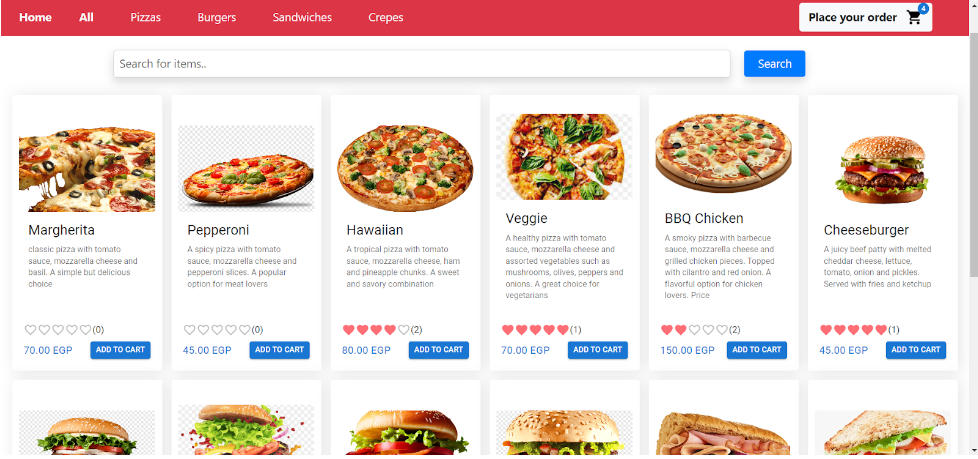 Home All Pizzas Burgers Sandwiches Crepes Place your order 4
Search for items.. Search
Margherita
classic pizza with tomato
sauce, mozzarella cheese and
basil. A simple but delicious
choice
(0)
70.00 EGP ADD TO CART
Pepperoni
A spicy pizza with tomato
sauce, mozzarella cheese and
pepperoni slices. A popular
option for meat lovers
(0)
45.00 EGP ADD TO CART
Hawaiian
A tropical pizza with tomato
sauce, mozzarella cheese, ham
and pineapple chunks. A sweet
and savory combination
(2)
80.00 EGP ADD TO CART
Veggie
A healthy pizza with tomato
sauce, mozzarella cheese and
assorted vegetables such as
mushrooms, olives, peppers and
onions. A great choice for
vegetarians
(1)
70.00 EGP ADD TO CART
BBQ Chicken
A smoky pizza with barbecue
sauce, mozzarella cheese and
grilled chicken pieces. Topped
with cilantro and red onion. A
flavorful option for chicken
lovers. Price
(2)
150.00 EGP ADD TO CART
Cheeseburger
A juicy beef patty with melted
cheddar cheese, lettuce,
tomato, onion and pickles.
Served with fries and ketchup
(1)
45.00 EGP ADD TO CART